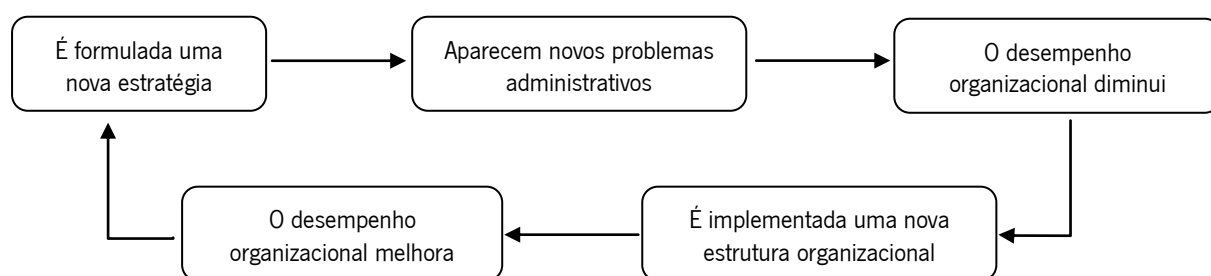 É formulada uma
nova estratégia
Aparecem novos problemas
administrativos
O desempenho
organizacional diminui
É implementada uma nova
estrutura organizacional
O desempenho
organizacional melhora